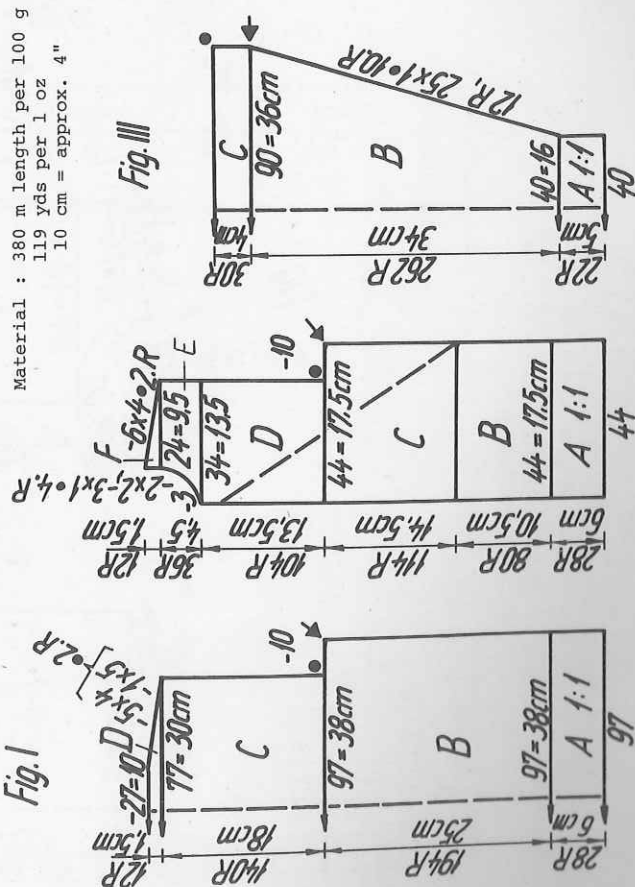 Material : 380 m length per 100 g
119 yds per 1 oz
10 cm = approx. 4"
Fig. I
12R
1,5cm
-27=10
D
-5x4
-1x5
•2.R
140R
18cm
77=30cm
C
-10
194R
25cm
97=38cm
B
97=38cm
28R
6cm
A 1:1
97
12R
1,5cm
F
-6x4•2.R
-2x2,-3x1•4.R
36R
4,5
-3
24=9,5
E
34=13,5
104R
13,5cm
D
-10
44=17.5cm
114R
14.5cm
C
80R
10,5cm
B
44=17.5cm
28R
6cm
A 1:1
44
Fig. III
30R
4cm
C
90=36cm
262R
34cm
B
12R, 25x1•10.R
40=16
22R
5cm
A 1:1
40